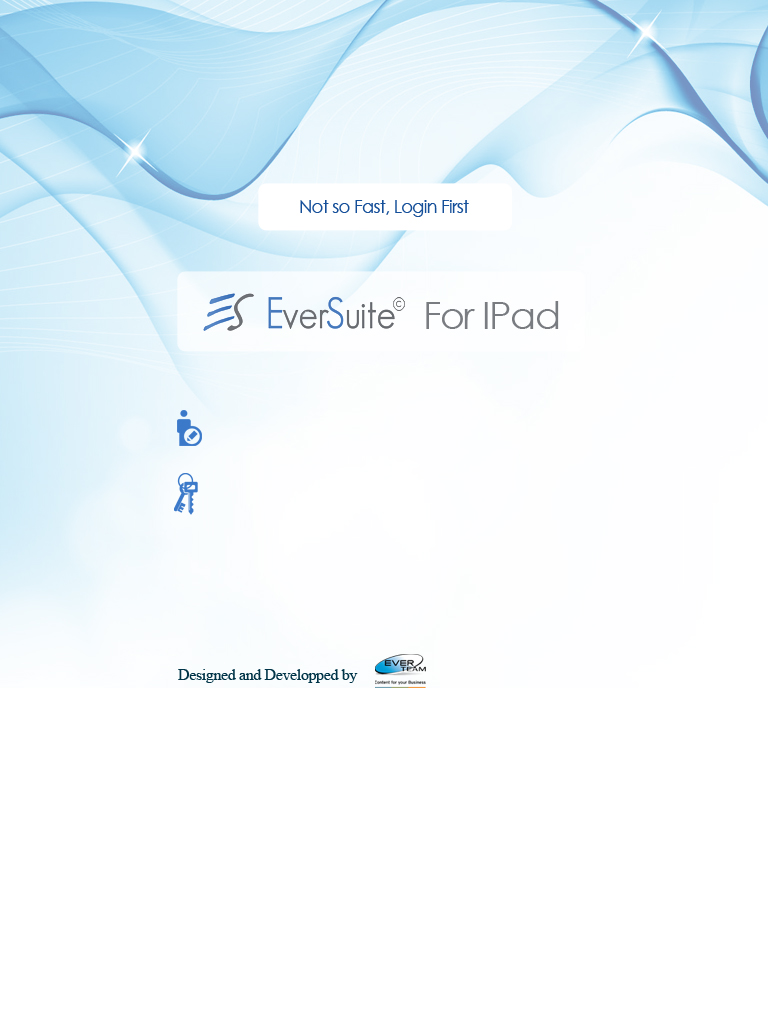 Not so Fast, Login First
ES EverSuite© For IPad
Designed and Developped by
EVER
TEAM
Content for your Business